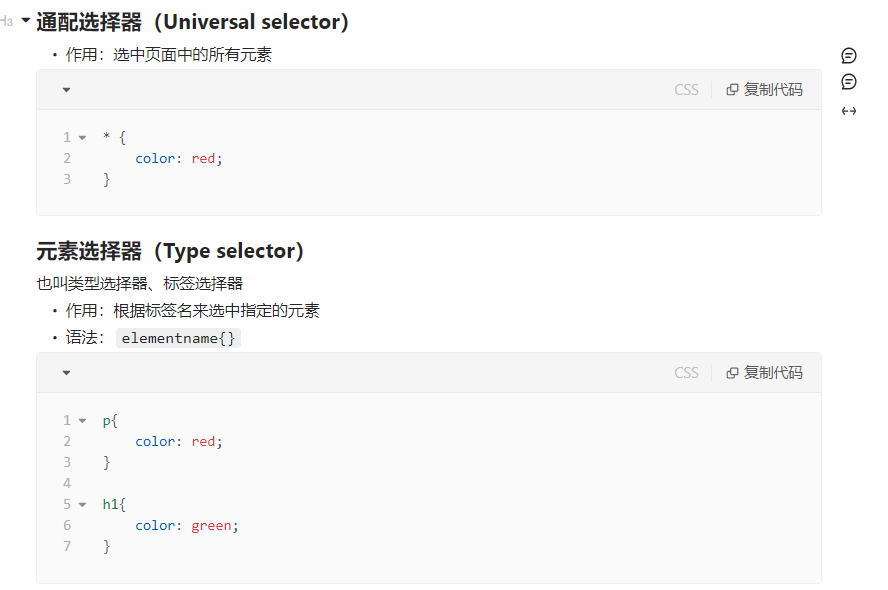 H3
通配选择器（Universal selector）
• 作用：选中页面中的所有元素
CSS 复制代码
1 * {
2 color: red;
3 }
元素选择器（Type selector）
也叫类型选择器、标签选择器
• 作用：根据标签名来选中指定的元素
• 语法： elementname{}
CSS 复制代码
1 p{
2 color: red;
3 }
4
5 h1{
6 color: green;
7 }